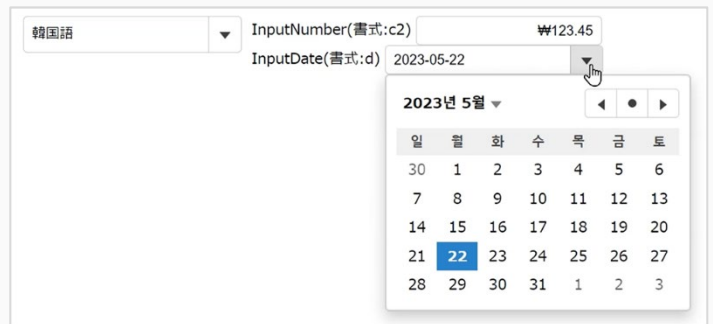 韓国語
InputNumber(書式:c2) ₩123.45
InputDate(書式:d) 2023-05-22
2023년 5월
일 월 화 수 목 금 토
30 1 2 3 4 5 6
7 8 9 10 11 12 13
14 15 16 17 18 19 20
21 22 23 24 25 26 27
28 29 30 31 1 2 3